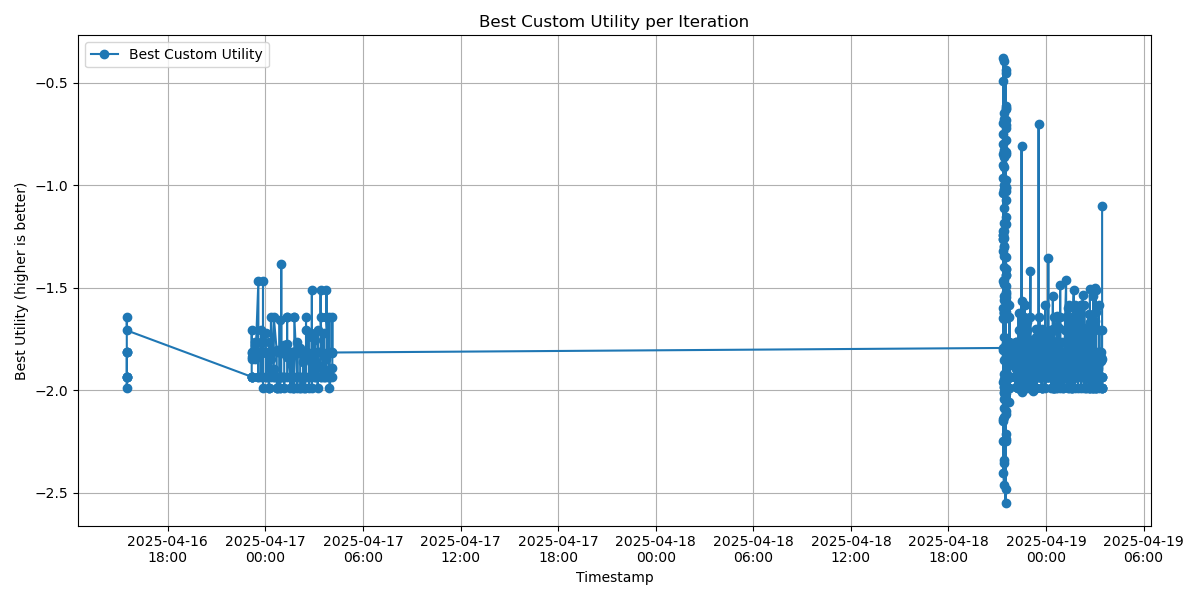 Best Custom Utility per Iteration
Best Custom Utility
Best Utility (higher is better)
−0.5
−1.0
−1.5
−2.0
−2.5
2025-04-16 2025-04-17 2025-04-17 2025-04-17 2025-04-17 2025-04-18 2025-04-18 2025-04-18 2025-04-18 2025-04-19 2025-04-19
18:00 00:00 06:00 12:00 18:00 00:00 06:00 12:00 18:00 00:00 06:00
Timestamp